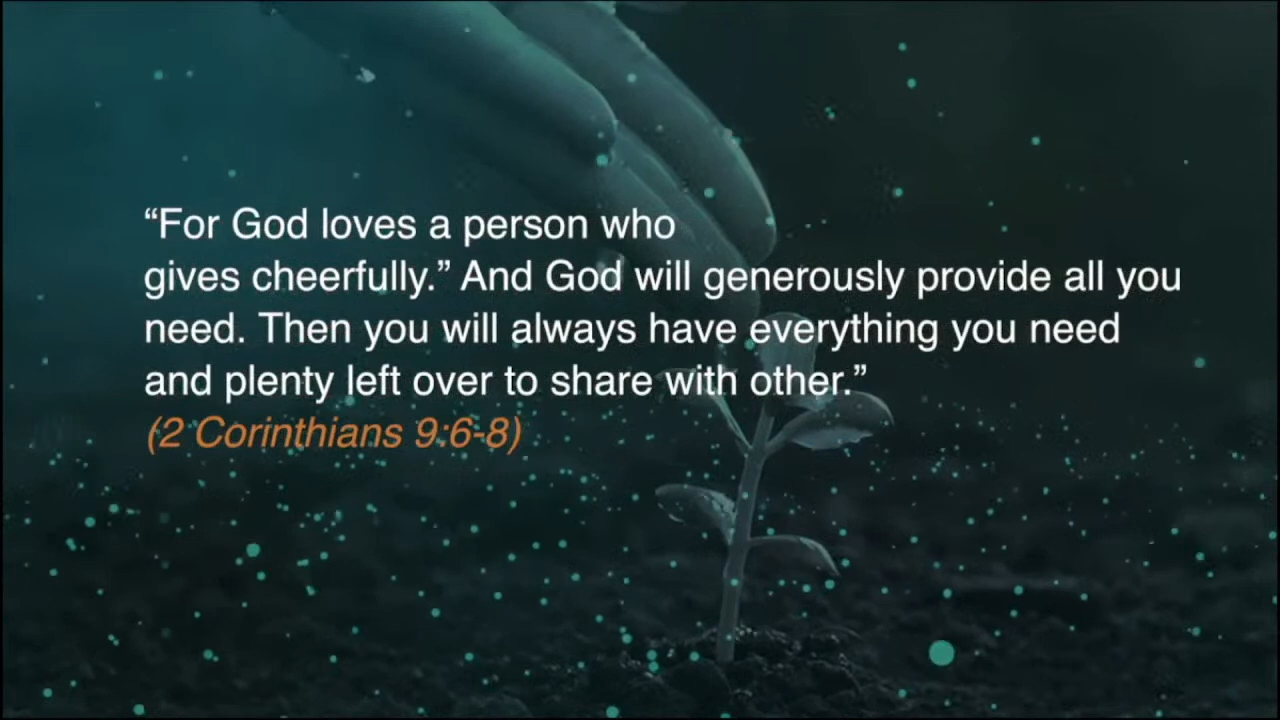 “For God loves a person who
gives cheerfully.” And God will generously provide all you
need. Then you will always have everything you need
and plenty left over to share with other.”
(2 Corinthians 9:6-8)